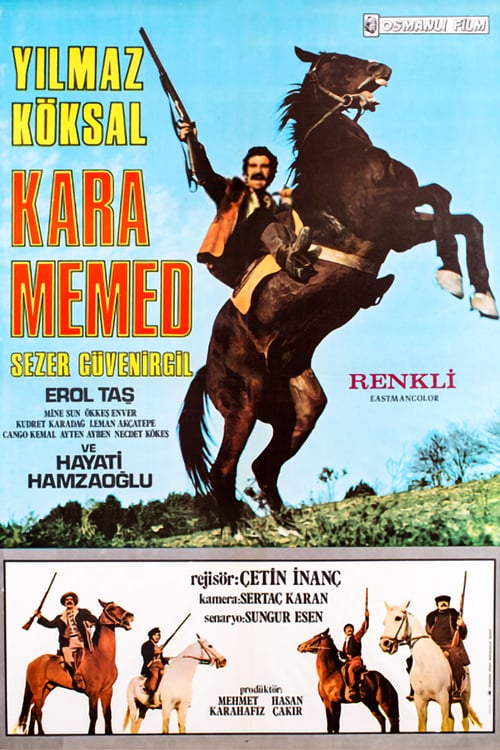 OSMANLI FİLM
YILMAZ
KÖKSAL
KARA
MEMED
SEZER GÜVENİRGİL
EROL TAŞ
MİNE SUN ÖKKEŞ ENVER
KUDRET KARADAĞ LEMAN AKÇATEPE
CANGO KEMAL AYTEN AYBEN NECDET KÖKEŞ
VE
HAYATİ
HAMZAOĞLU
RENKLİ
EASTMANCOLOR
rejisör: ÇETİN İNANÇ
kamera: SERTAÇ KARAN
senaryo: SUNGUR ESEN
prodüktör:
MEHMET HASAN
KARAHAFIZ ÇAKIR